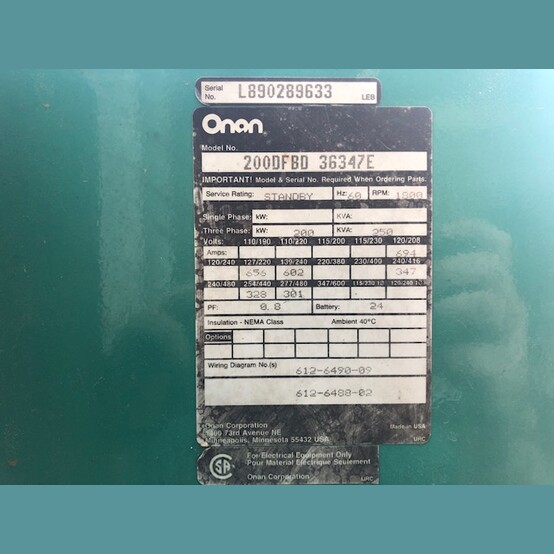 Serial No. L890289633 LEB
Onan
Model No.
200DFBD 36347E
IMPORTANT! Model & Serial No. Required When Ordering Parts.
Service Rating: STANDBY Hz: 60 RPM: 1800
Single Phase: kW: KVA:
Three Phase: kW: 200 KVA: 250
Volts: 110/190 110/220 115/200 115/230 120/208
Amps: 694
120/240 127/220 139/240 220/380 230/400 240/416
656 602 347
240/480 254/440 277/480 347/600
328 301
PF: 0.8 Battery: 24
Insulation - NEMA Class Ambient 40°C
Options
Wiring Diagram No.(s) 612-6490-09
612-6488-02
Onan Corporation
1400 73rd Avenue NE Made in USA
Minneapolis, Minnesota 55432 USA URC
SA For Electrical Equipment Only
Pour Material Électrique Seulement
Onan Corporation URC